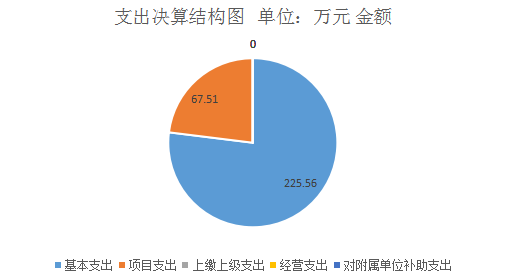 支出决算结构图 单位：万元 金额
0
67.51
225.56
基本支出 项目支出 上缴上级支出 经营支出 对附属单位补助支出